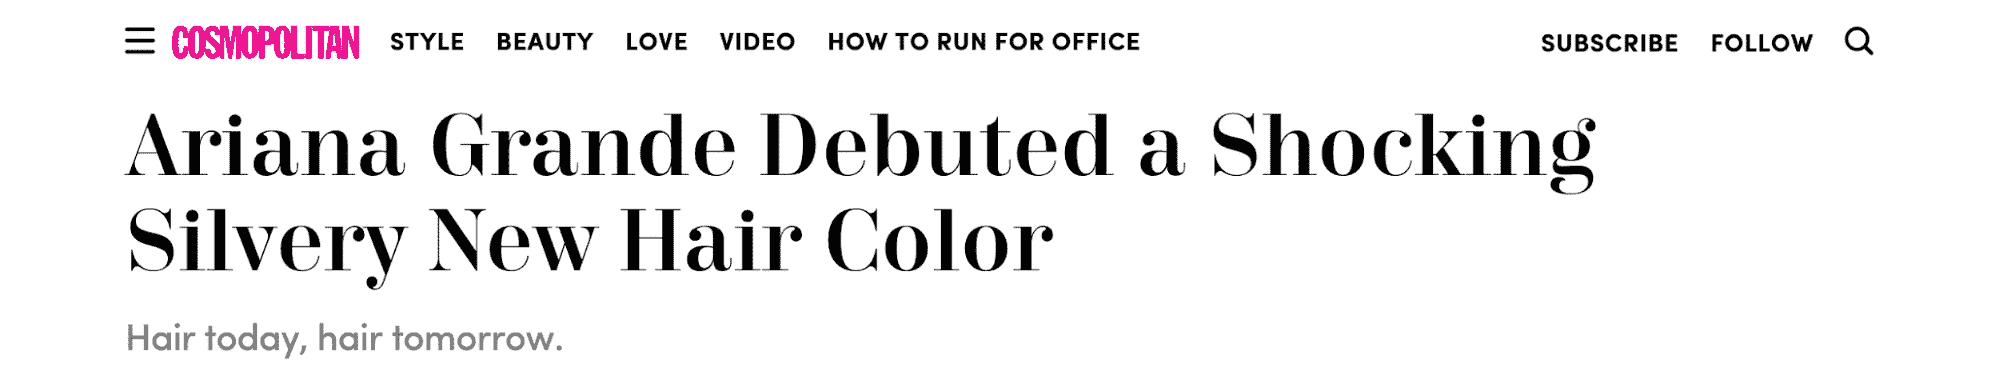 COSMOPOLITAN STYLE BEAUTY LOVE VIDEO HOW TO RUN FOR OFFICE SUBSCRIBE FOLLOW
Ariana Grande Debuted a Shocking
Silvery New Hair Color
Hair today, hair tomorrow.